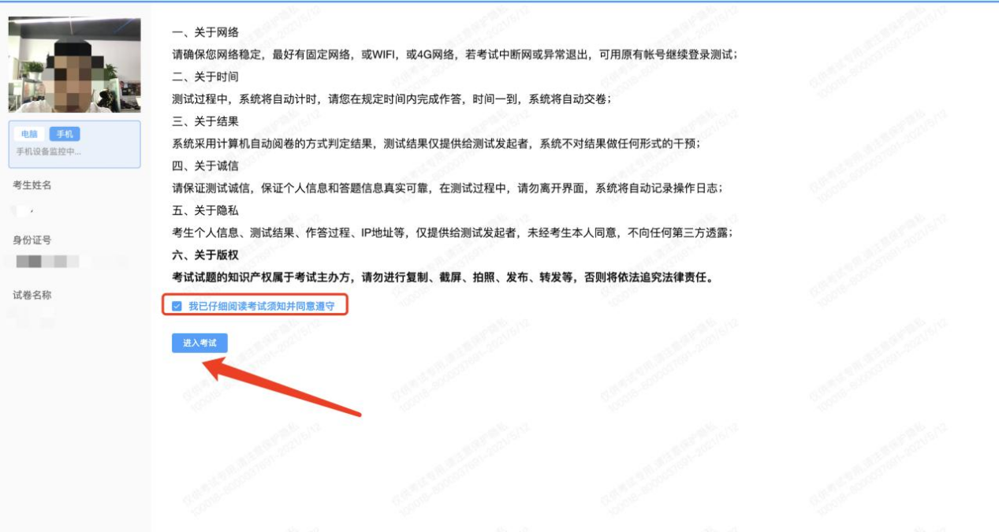 电脑 手机
手机设备监控中...
考生姓名
身份证号
试卷名称
一、关于网络
请确保您网络稳定，最好有固定网络，或WIFI，或4G网络，若考试中断网或异常退出，可用原有帐号继续登录测试；
二、关于时间
测试过程中，系统将自动计时，请您在规定时间内完成作答，时间一到，系统将自动交卷；
三、关于结果
系统采用计算机自动阅卷的方式判定结果，测试结果仅提供给测试发起者，系统不对结果做任何形式的干预；
四、关于诚信
请保证测试诚信，保证个人信息和答题信息真实可靠，在测试过程中，请勿离开界面，系统将自动记录操作日志；
五、关于隐私
考生个人信息、测试结果、作答过程、IP地址等，仅提供给测试发起者，未经考生本人同意，不向任何第三方透露；
六、关于版权
考试试题的知识产权属于考试主办方，请勿进行复制、截屏、拍照、发布、转发等，否则将依法追究法律责任。
我已仔细阅读考试须知并同意遵守
进入考试